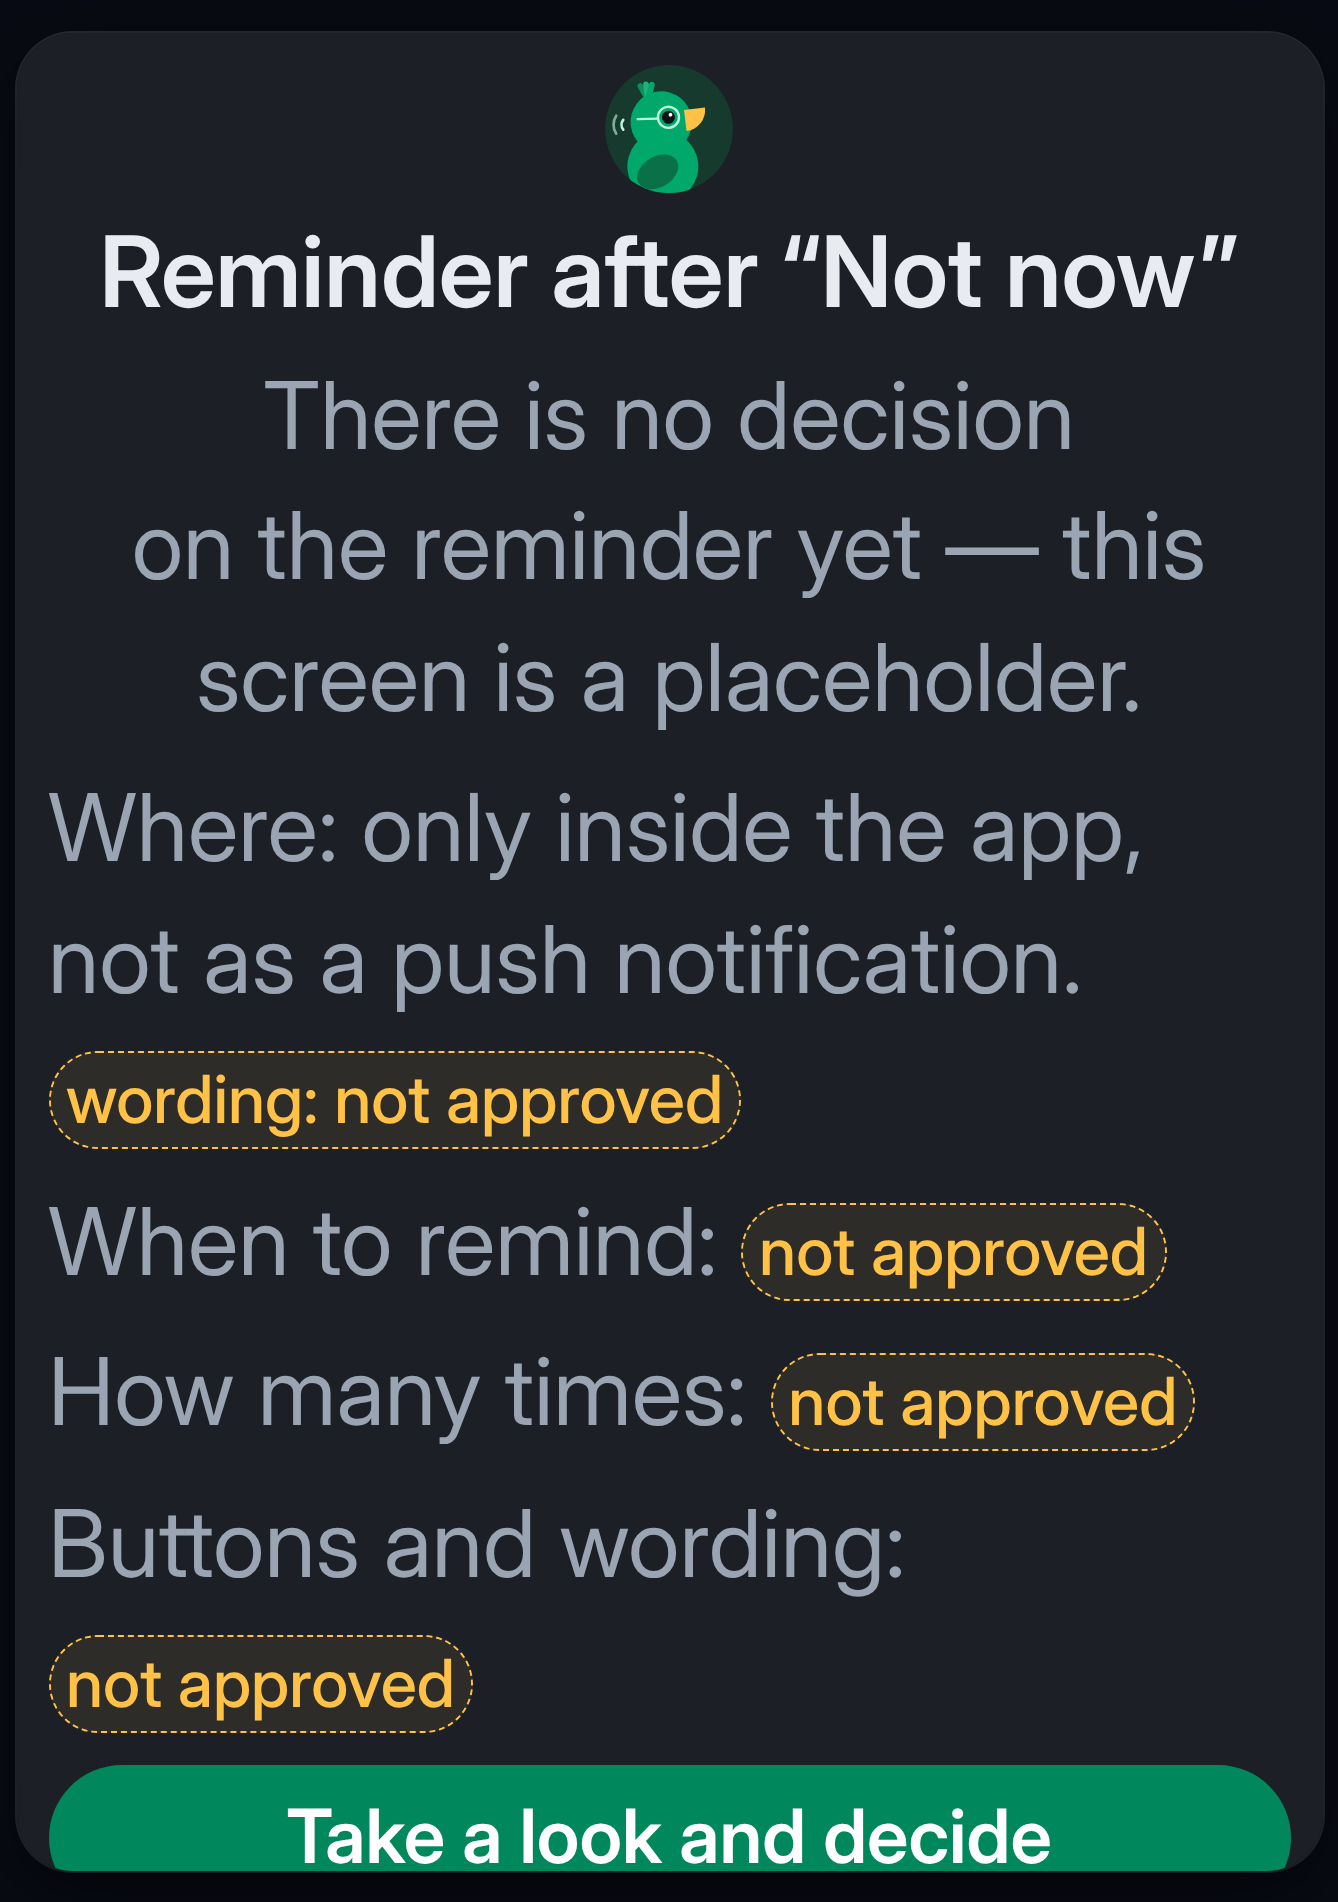 Reminder after “Not now”
There is no decision
on the reminder yet — this
screen is a placeholder.
Where: only inside the app,
not as a push notification.
wording: not approved
When to remind: not approved
How many times: not approved
Buttons and wording:
not approved
Take a look and decide